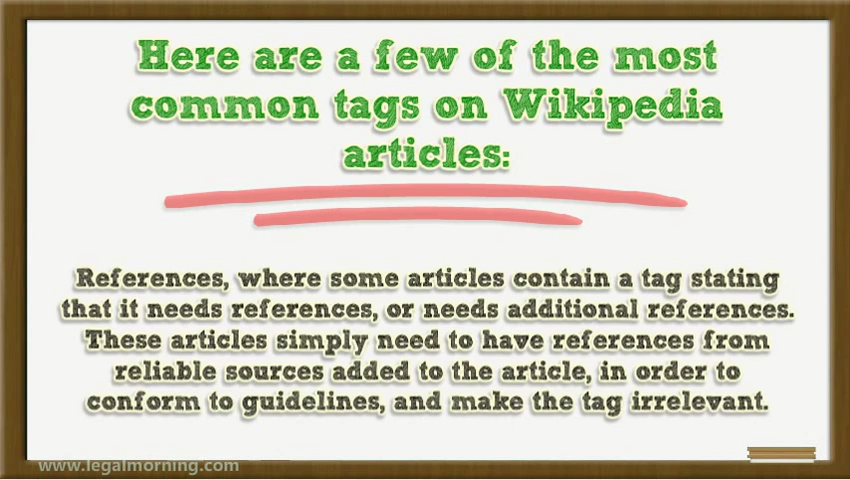 Here are a few of the most
common tags on Wikipedia
articles:
References, where some articles contain a tag stating
that it needs references, or needs additional references.
These articles simply need to have references from
reliable sources added to the article, in order to
conform to guidelines, and make the tag irrelevant.
www.legalmorning.com